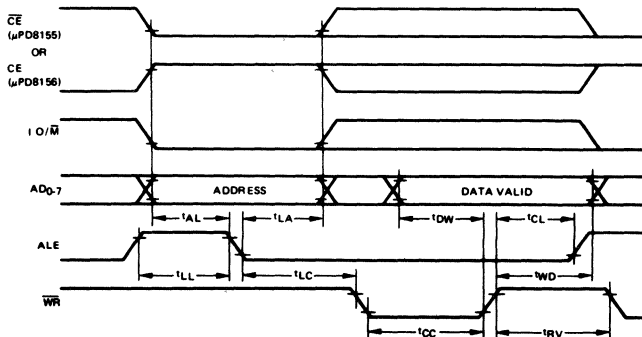 CE
(μPD8155)
OR
CE
(μPD8156)
IO/M
AD0-7
ADDRESS
DATA VALID
tAL
tLA
tDW
tCL
ALE
tLL
tLC
tWD
WR
tCC
tRV